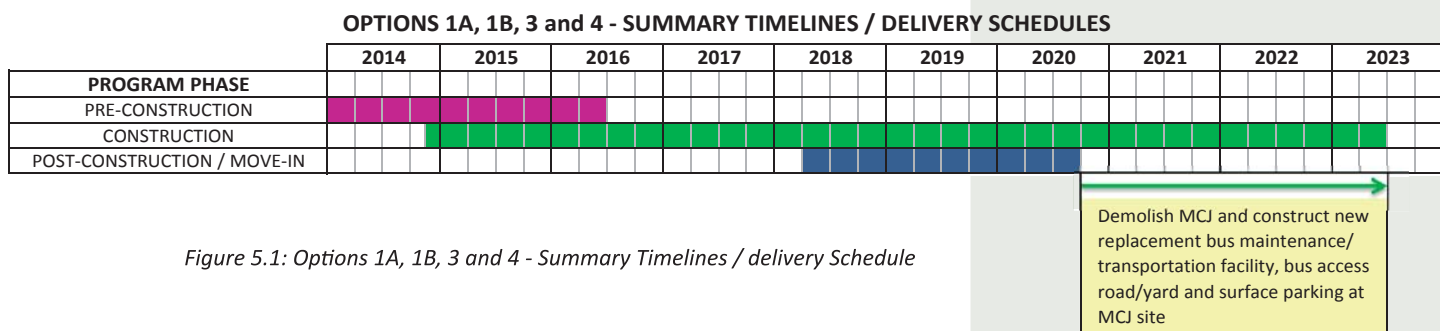 OPTIONS 1A, 1B, 3 and 4 - SUMMARY TIMELINES / DELIVERY SCHEDULES
2014 2015 2016 2017 2018 2019 2020 2021 2022 2023
PROGRAM PHASE
PRE-CONSTRUCTION
CONSTRUCTION
POST-CONSTRUCTION / MOVE-IN
Demolish MCJ and construct new
replacement bus maintenance/
transportation facility, bus access
road/yard and surface parking at
MCJ site
Figure 5.1: Options 1A, 1B, 3 and 4 - Summary Timelines / delivery Schedule